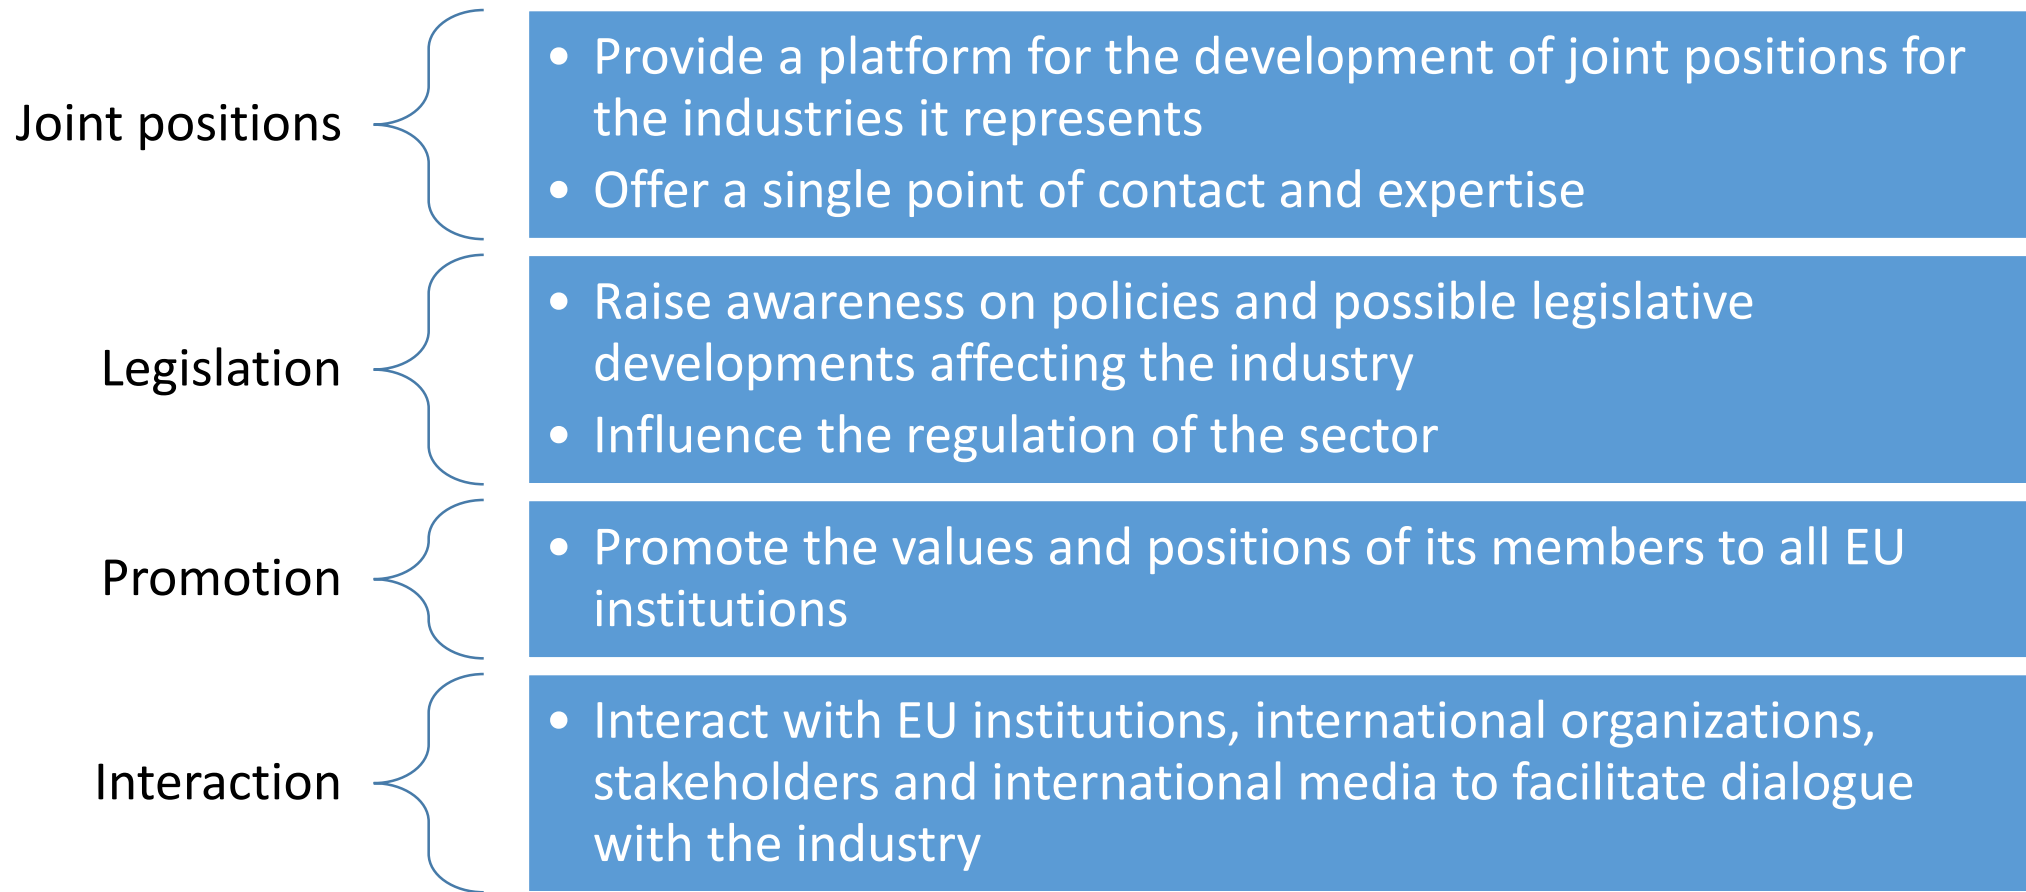 Joint positions
• Provide a platform for the development of joint positions for
the industries it represents
• Offer a single point of contact and expertise
Legislation
• Raise awareness on policies and possible legislative
developments affecting the industry
• Influence the regulation of the sector
Promotion
• Promote the values and positions of its members to all EU
institutions
Interaction
• Interact with EU institutions, international organizations,
stakeholders and international media to facilitate dialogue
with the industry